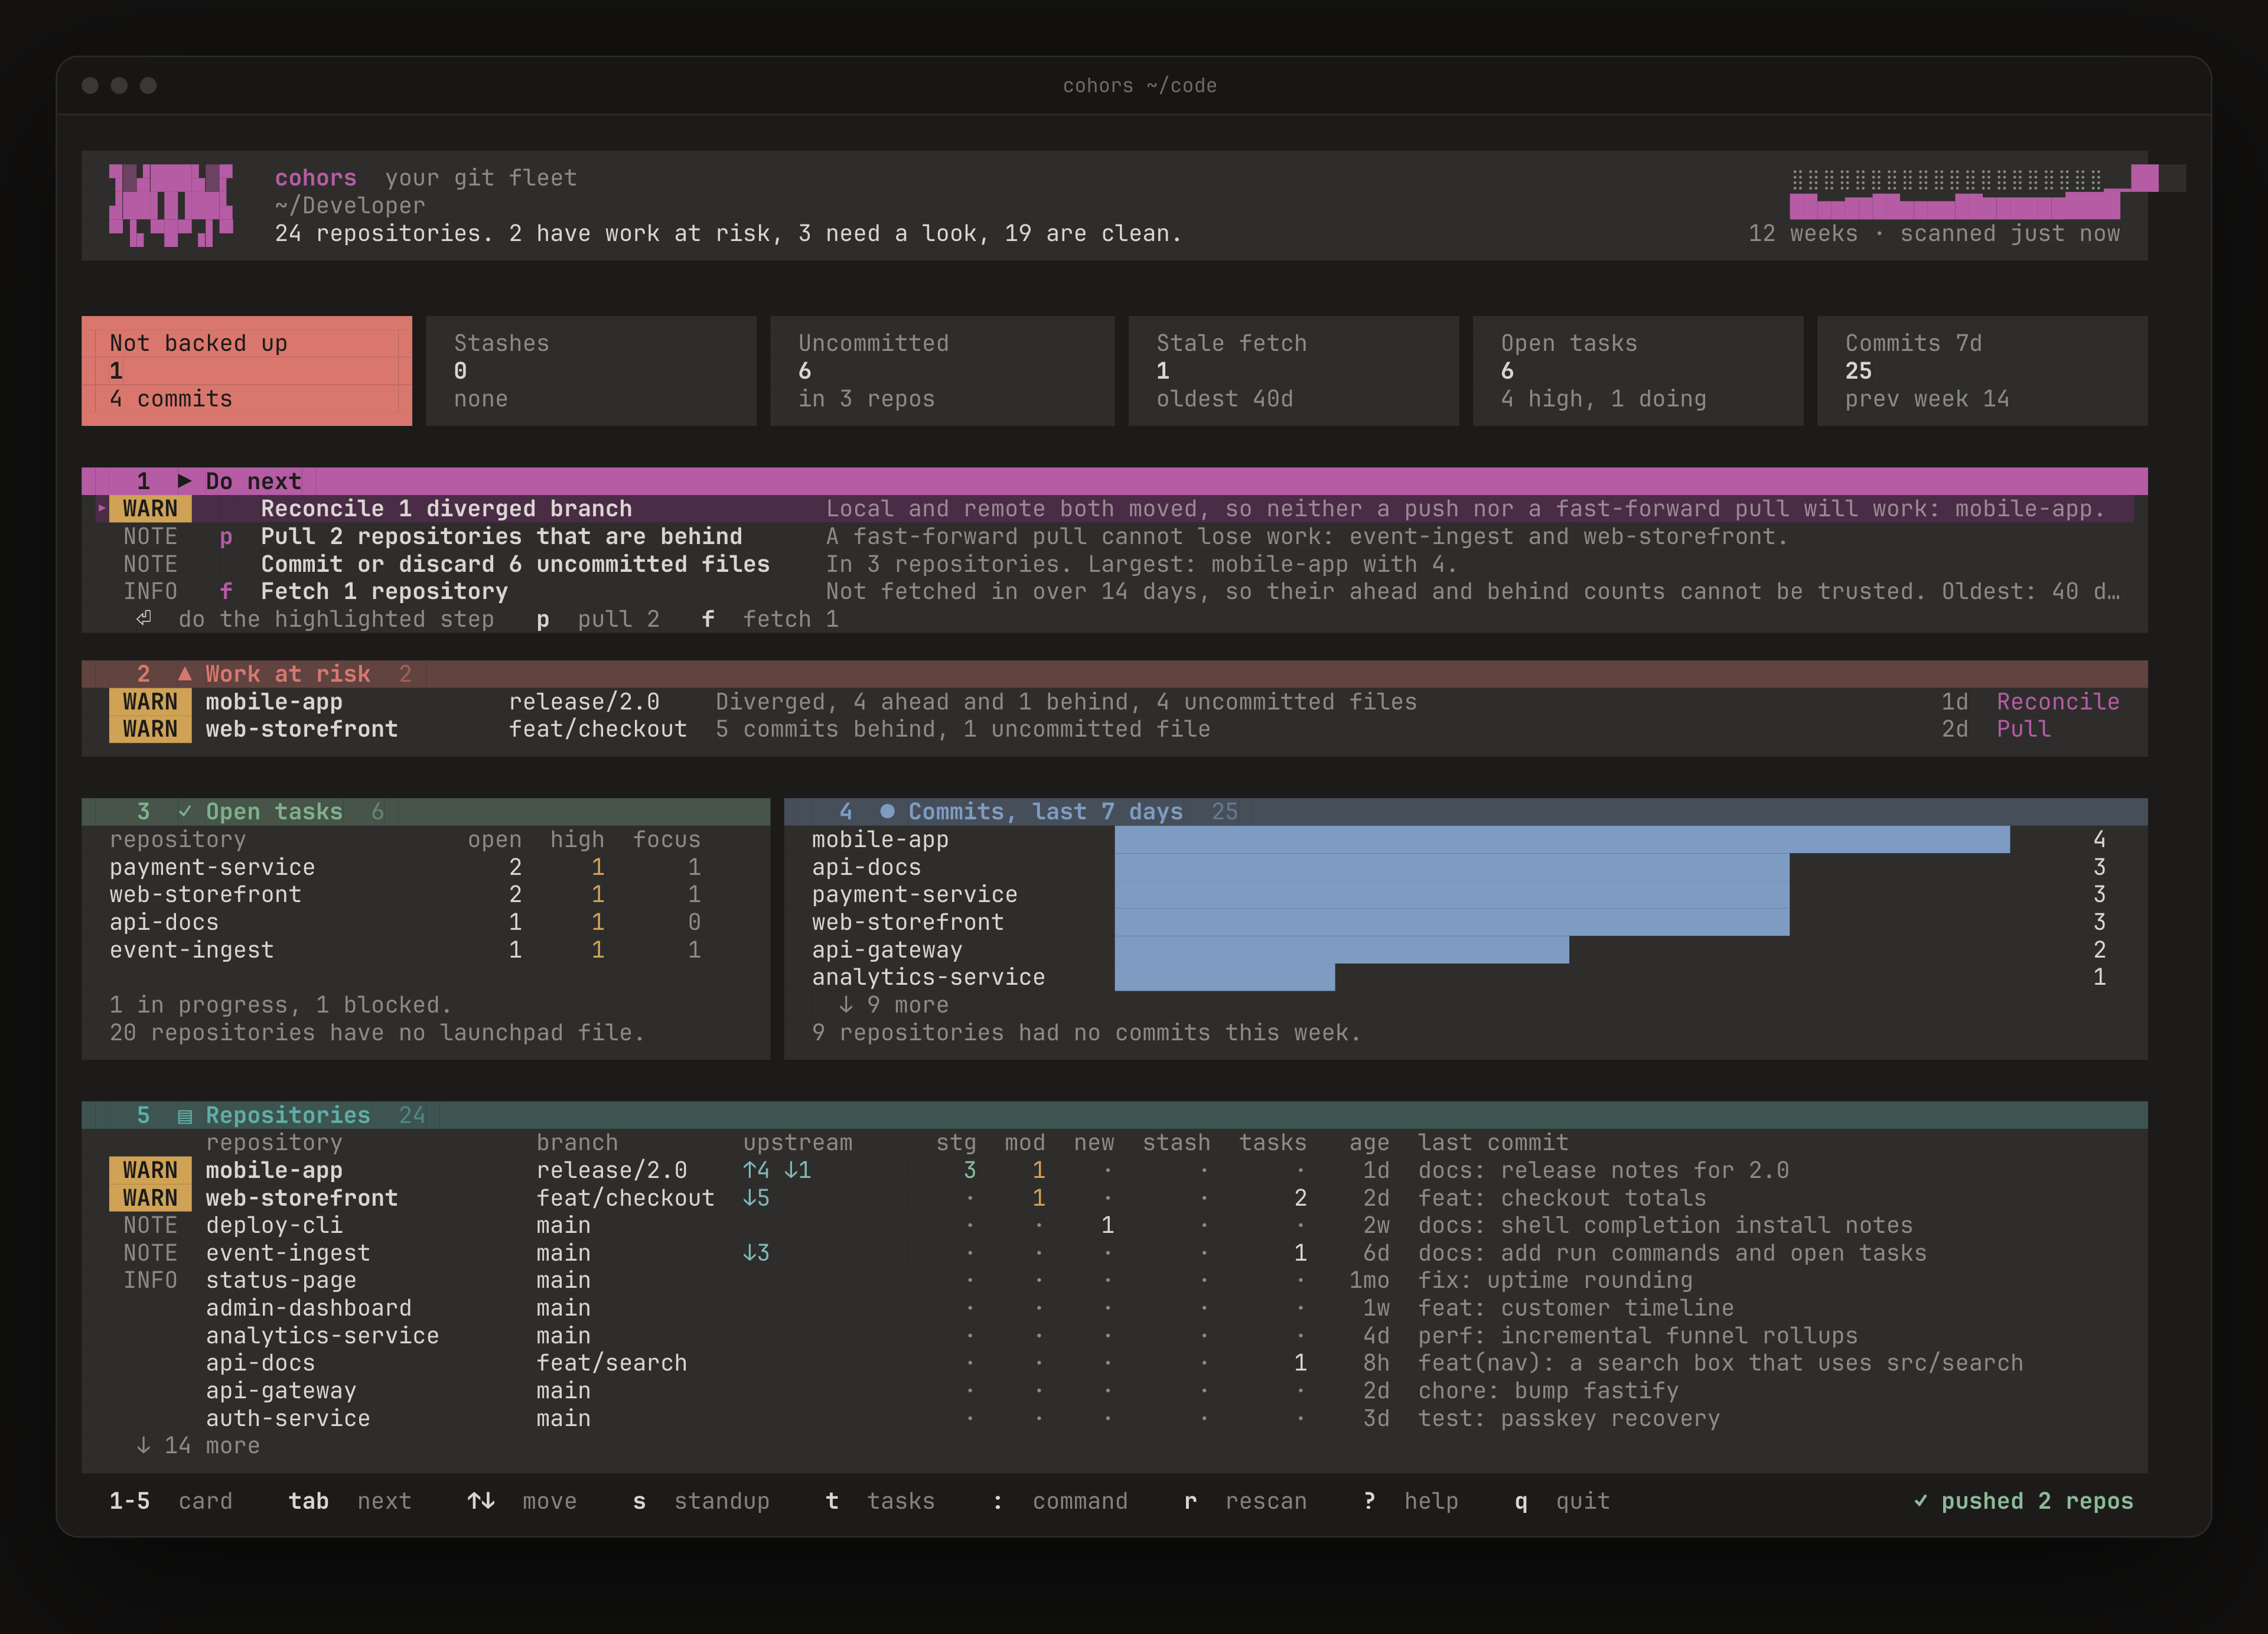 cohors ~/code
cohors your git fleet
~/Developer
24 repositories. 2 have work at risk, 3 need a look, 19 are clean.
12 weeks · scanned just now
Not backed up
1
4 commits
Stashes
0
none
Uncommitted
6
in 3 repos
Stale fetch
1
oldest 40d
Open tasks
6
4 high, 1 doing
Commits 7d
25
prev week 14
1 ▶ Do next
▸ WARN Reconcile 1 diverged branch Local and remote both moved, so neither a push nor a fast-forward pull will work: mobile-app.
NOTE p Pull 2 repositories that are behind A fast-forward pull cannot lose work: event-ingest and web-storefront.
NOTE Commit or discard 6 uncommitted files In 3 repositories. Largest: mobile-app with 4.
INFO f Fetch 1 repository Not fetched in over 14 days, so their ahead and behind counts cannot be trusted. Oldest: 40 d…
⏎ do the highlighted step p pull 2 f fetch 1
2 ▲ Work at risk 2
WARN mobile-app release/2.0 Diverged, 4 ahead and 1 behind, 4 uncommitted files 1d Reconcile
WARN web-storefront feat/checkout 5 commits behind, 1 uncommitted file 2d Pull
3 ✓ Open tasks 6
repository open high focus
payment-service 2 1 1
web-storefront 2 1 1
api-docs 1 1 0
event-ingest 1 1 1
1 in progress, 1 blocked.
20 repositories have no launchpad file.
4 ● Commits, last 7 days 25
mobile-app 4
api-docs 3
payment-service 3
web-storefront 3
api-gateway 2
analytics-service 1
↓ 9 more
9 repositories had no commits this week.
5 ▤ Repositories 24
repository branch upstream stg mod new stash tasks age last commit
WARN mobile-app release/2.0 ↑4 ↓1 3 1 · · · 1d docs: release notes for 2.0
WARN web-storefront feat/checkout ↓5 · 1 · · 2 2d feat: checkout totals
NOTE deploy-cli main · · 1 · · 2w docs: shell completion install notes
NOTE event-ingest main ↓3 · · · · 1 6d docs: add run commands and open tasks
INFO status-page main · · · · · 1mo fix: uptime rounding
admin-dashboard main · · · · · 1w feat: customer timeline
analytics-service main · · · · · 4d perf: incremental funnel rollups
api-docs feat/search · · · · 1 8h feat(nav): a search box that uses src/search
api-gateway main · · · · · 2d chore: bump fastify
auth-service main · · · · · 3d test: passkey recovery
↓ 14 more
1-5 card tab next ↑↓ move s standup t tasks : command r rescan ? help q quit ✓ pushed 2 repos